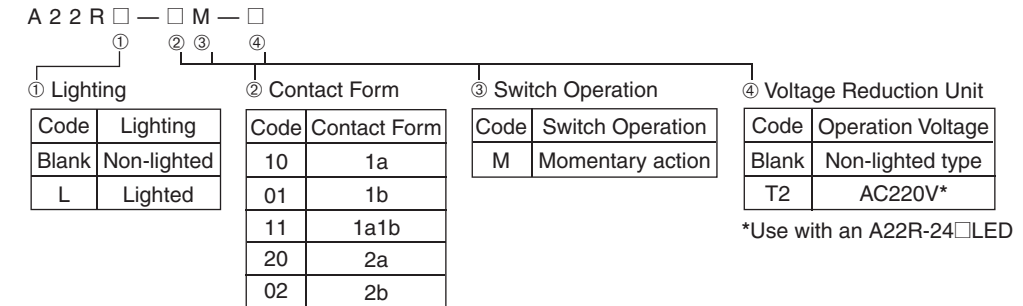 A 2 2 R □ — □ M — □
① ② ③ ④
① Lighting
Code Lighting
Blank Non-lighted
L Lighted
② Contact Form
Code Contact Form
10 1a
01 1b
11 1a1b
20 2a
02 2b
③ Switch Operation
Code Switch Operation
M Momentary action
④ Voltage Reduction Unit
Code Operation Voltage
Blank Non-lighted type
T2 AC220V*
*Use with an A22R-24□LED